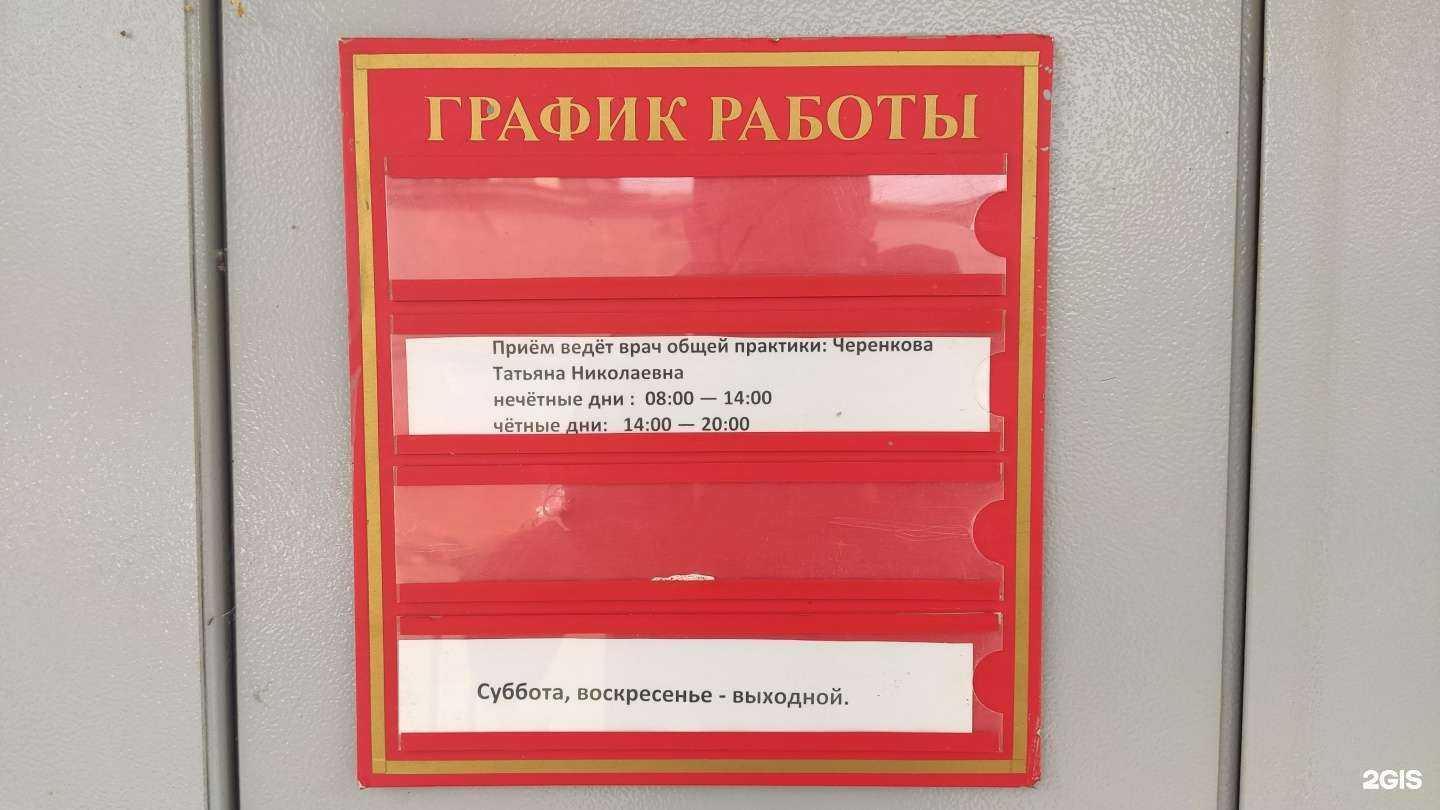 ГРАФИК РАБОТЫ
Приём ведёт врач общей практики: Черенкова
Татьяна Николаевна
нечётные дни : 08:00 — 14:00
чётные дни: 14:00 — 20:00
Суббота, воскресенье - выходной.
2GIS